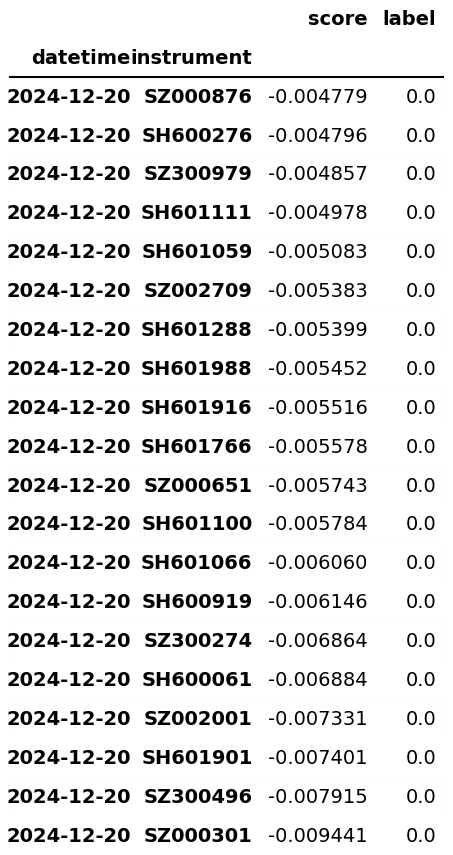 score label
datetime instrument
2024-12-20 SZ000876 -0.004779 0.0
2024-12-20 SH600276 -0.004796 0.0
2024-12-20 SZ300979 -0.004857 0.0
2024-12-20 SH601111 -0.004978 0.0
2024-12-20 SH601059 -0.005083 0.0
2024-12-20 SZ002709 -0.005383 0.0
2024-12-20 SH601288 -0.005399 0.0
2024-12-20 SH601988 -0.005452 0.0
2024-12-20 SH601916 -0.005516 0.0
2024-12-20 SH601766 -0.005578 0.0
2024-12-20 SZ000651 -0.005743 0.0
2024-12-20 SH601100 -0.005784 0.0
2024-12-20 SH601066 -0.006060 0.0
2024-12-20 SH600919 -0.006146 0.0
2024-12-20 SZ300274 -0.006864 0.0
2024-12-20 SH600061 -0.006884 0.0
2024-12-20 SZ002001 -0.007331 0.0
2024-12-20 SH601901 -0.007401 0.0
2024-12-20 SZ300496 -0.007915 0.0
2024-12-20 SZ000301 -0.009441 0.0